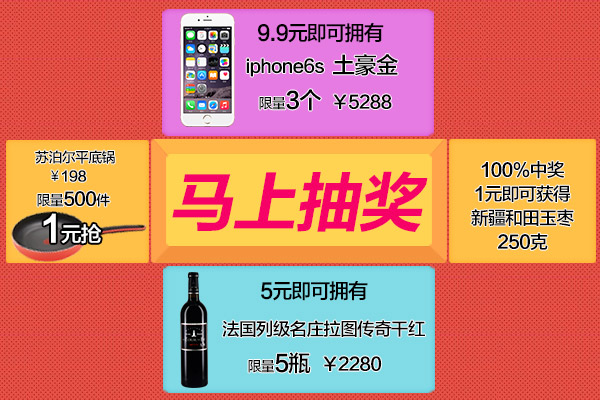 9.9元即可拥有
iphone6s 土豪金
限量3个 ￥5288
苏泊尔平底锅
￥198
限量500件
1元抢
马上抽奖
100%中奖
1元即可获得
新疆和田玉枣
250克
5元即可拥有
法国列级名庄拉图传奇干红
限量5瓶 ￥2280